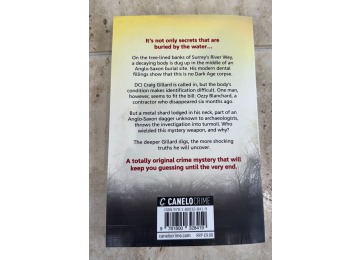 It's not only secrets that are
buried by the water...
On the tree-lined banks of Surrey's River Wey,
a decaying body is dug up in the middle of an
Anglo-Saxon burial site. His modern dental
fillings show that this is no Dark Age corpse.
DCI Craig Gillard is called in, but the body's
condition makes identification difficult. One man,
however, seems to fit the bill: Ozzy Blanchard, a
contractor who disappeared six months ago.
But a metal shard lodged in his neck, part of an
Anglo-Saxon dagger unknown to archaeologists,
throws the investigation into turmoil. Who
wielded this mystery weapon, and why?
The deeper Gillard digs, the more shocking
truths he will uncover.
A totally original crime mystery that will
keep you guessing until the very end.
CANELOCRIME
canelocrime.com